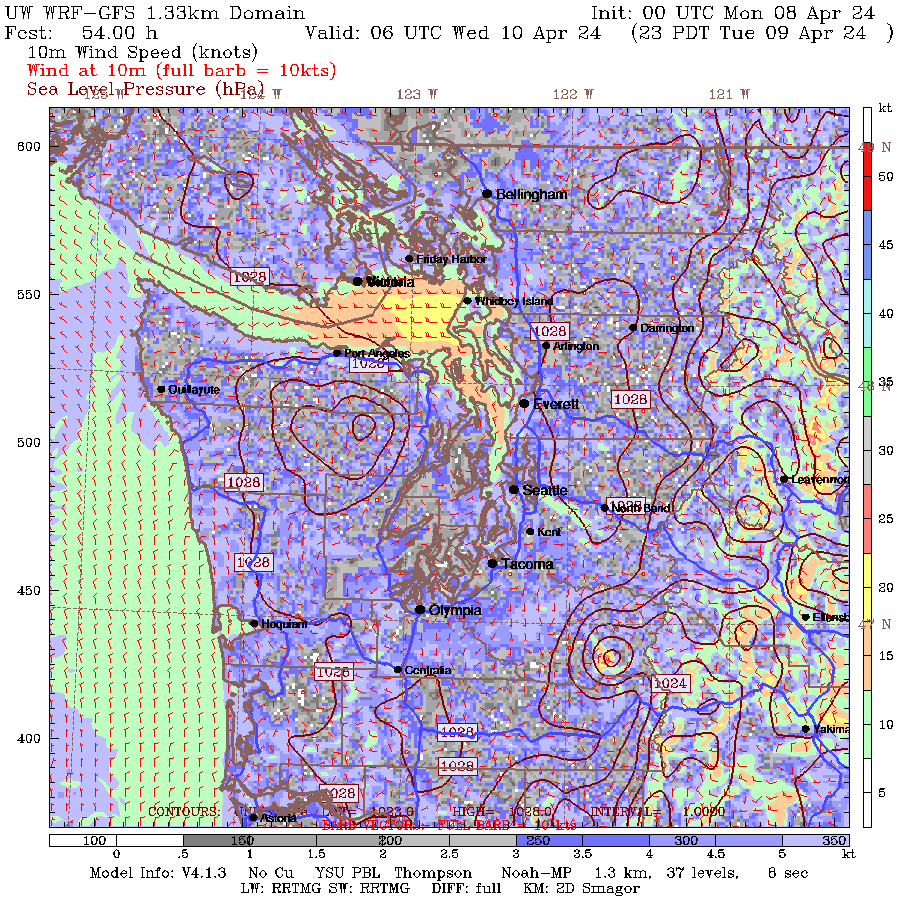 UW WRF-GFS 1.33km Domain Init: 00 UTC Mon 08 Apr 24
Fcst: 54.00 h Valid: 06 UTC Wed 10 Apr 24 (23 PDT Tue 09 Apr 24 )
10m Wind Speed (knots)
Wind at 10m (full barb = 10kts)
Sea Level Pressure (hPa)
125 W 124 W 123 W 122 W 121 W
kt
600
49 N
50
Bellingham
45
Friday Harbor
1028
Victoria
550
Whidbey Island
40
1028
Darrington
Arlington
Port Angeles
1028
35
48 N
Quillayute
1028
Everett
500
30
Leavenwor
1028
Seattle
North Bend
25
Kent
1028
Tacoma
450
20
Olympia
Ellensb
Hoquiam
47 N
Centralia
1028
1024
15
10
Yakima
400
1028
1028
1028
5
CONTOURS: HIGH= 1028.0 INTERVAL= 1.0000
Astoria
BARB VECTORS: FULL BARB = 10 kts
100 150 200 250 300 350
0 .5 1 1.5 2 2.5 3 3.5 4 4.5 5 kt
Model Info: V4.1.3 No Cu YSU PBL Thompson Noah-MP 1.3 km, 37 levels, 8 sec
LW: RRTMG SW: RRTMG DIFF: full KM: 2D Smagor